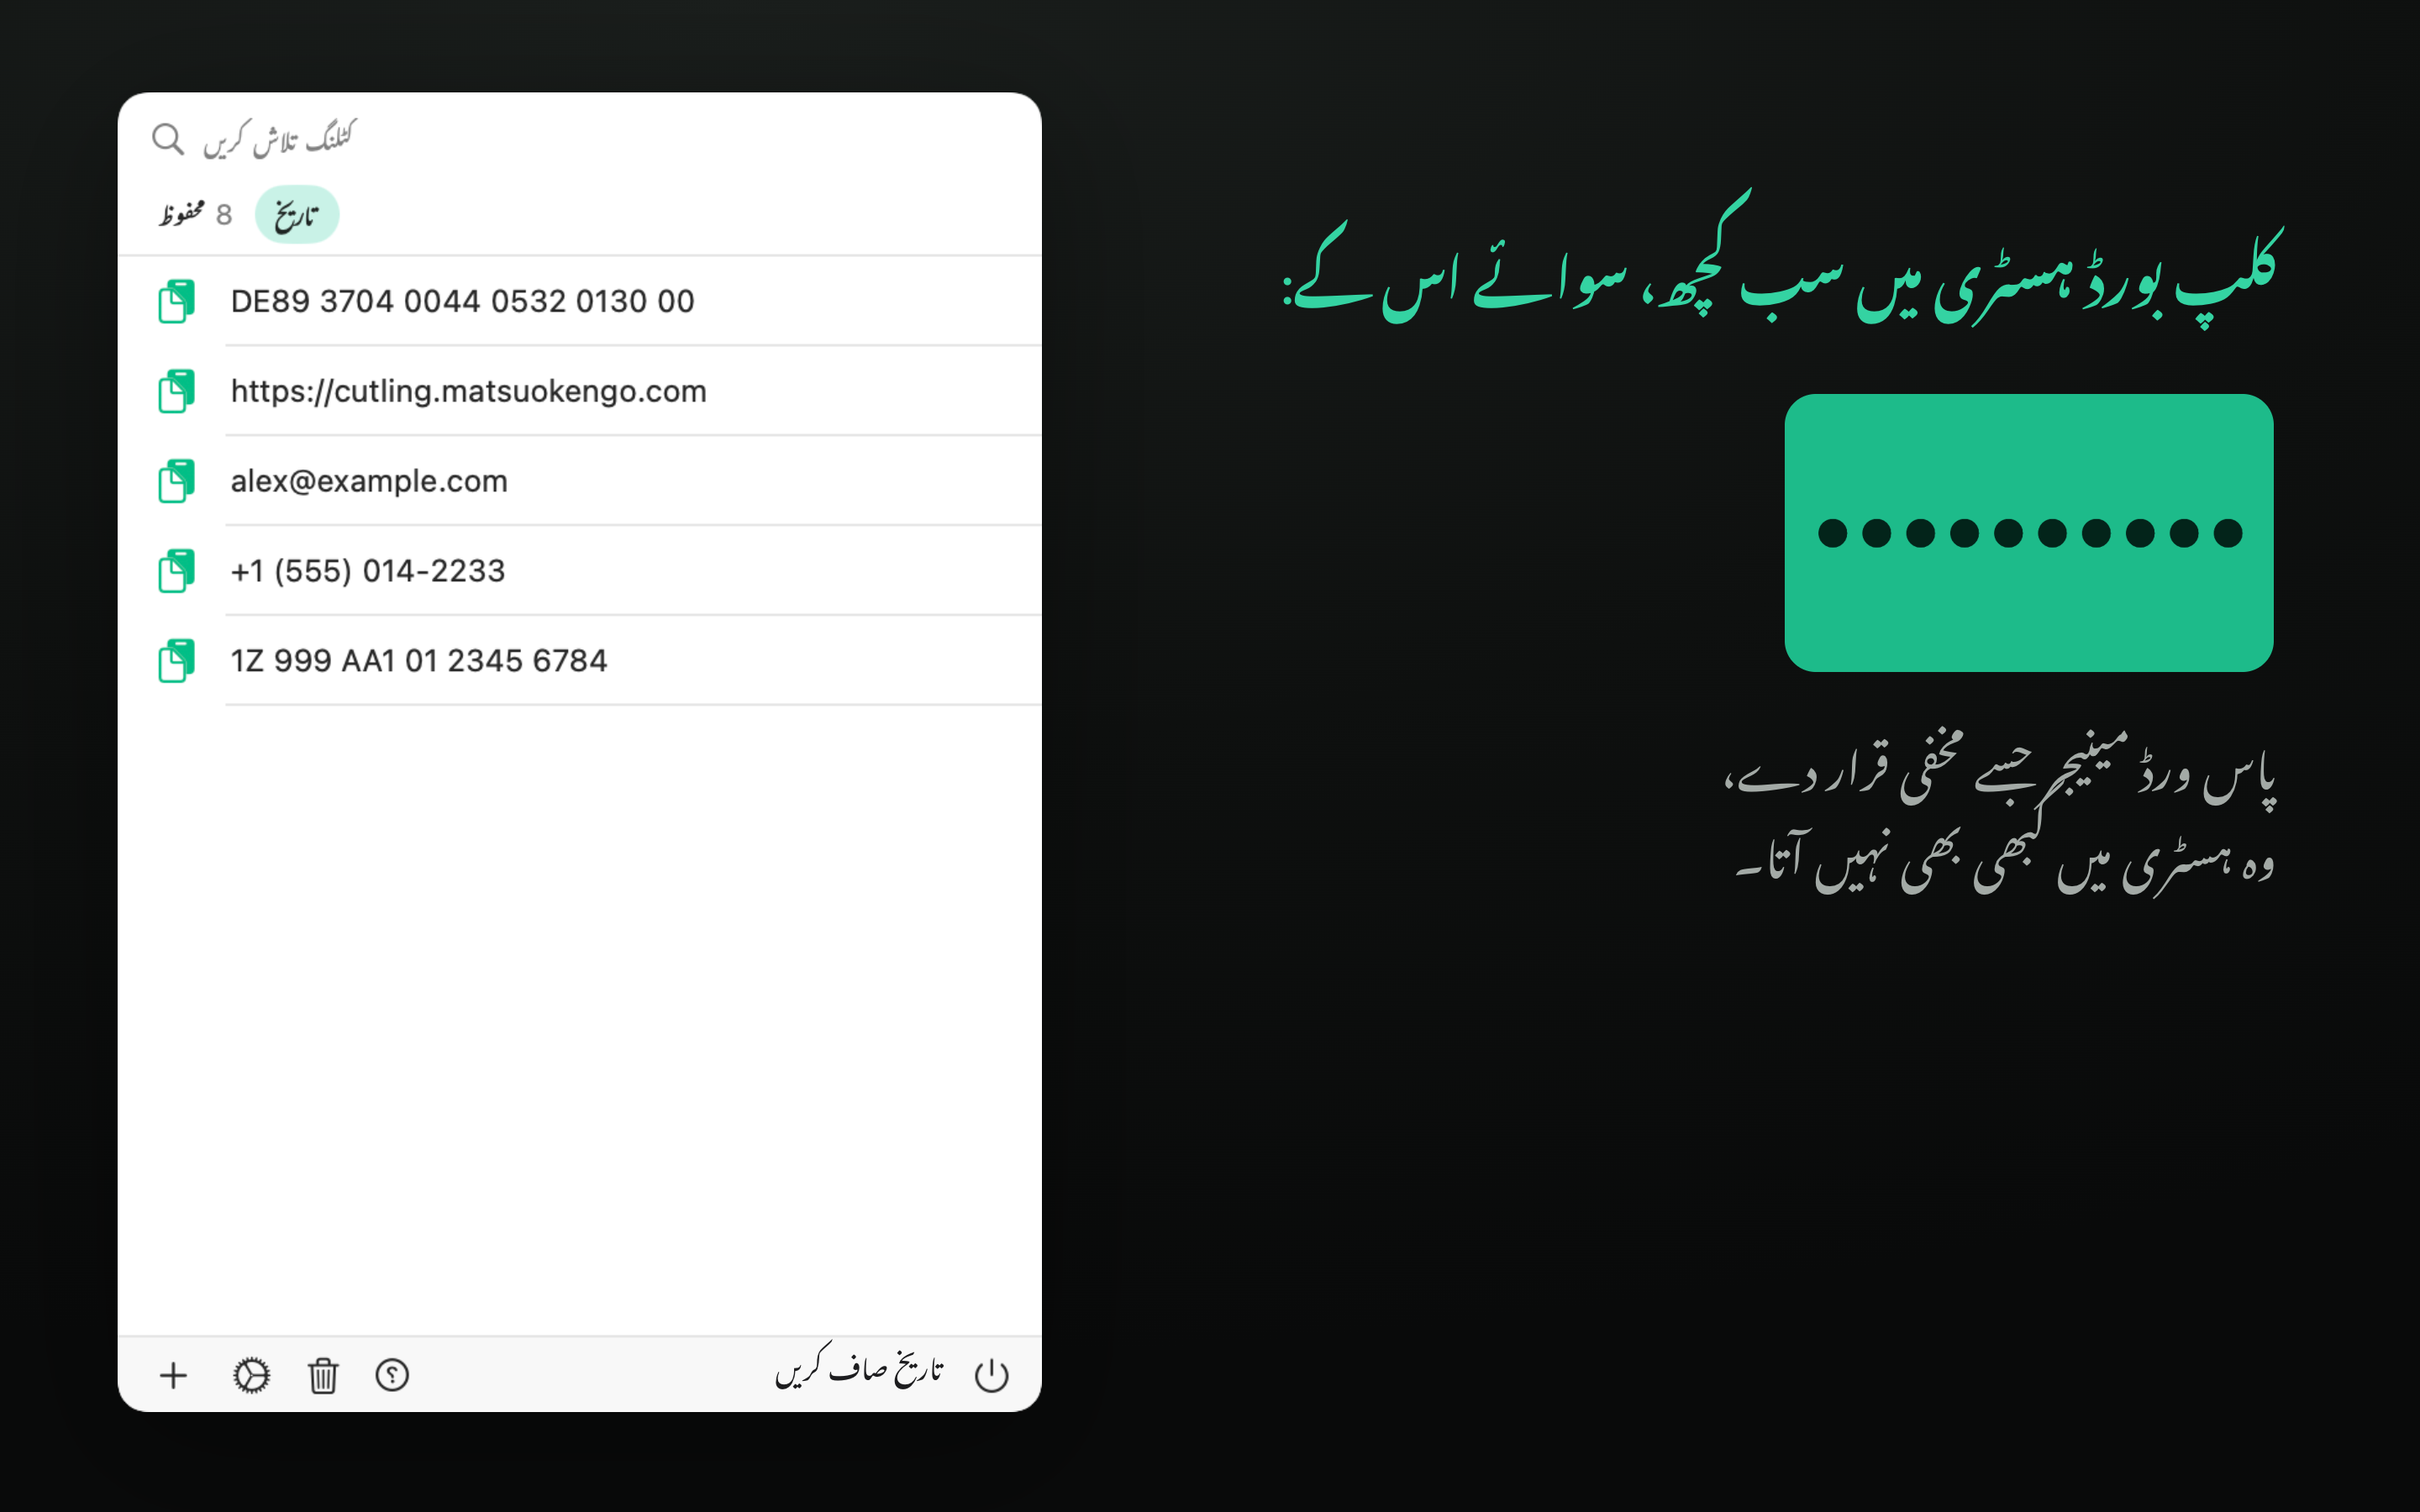 کٹلنگ تلاش کریں
محفوظ 8 تاریخ
DE89 3704 0044 0532 0130 00
https://cutling.matsuokengo.com
alex@example.com
+1 (555) 014-2233
1Z 999 AA1 01 2345 6784
تاریخ صاف کریں
کلپ بورڈ ہسٹری میں سب کچھ، سوائے اس کے:
پاس ورڈ مینیجر جسے مخفی قرار دے،
وہ ہسٹری میں کبھی بھی نہیں آتا۔